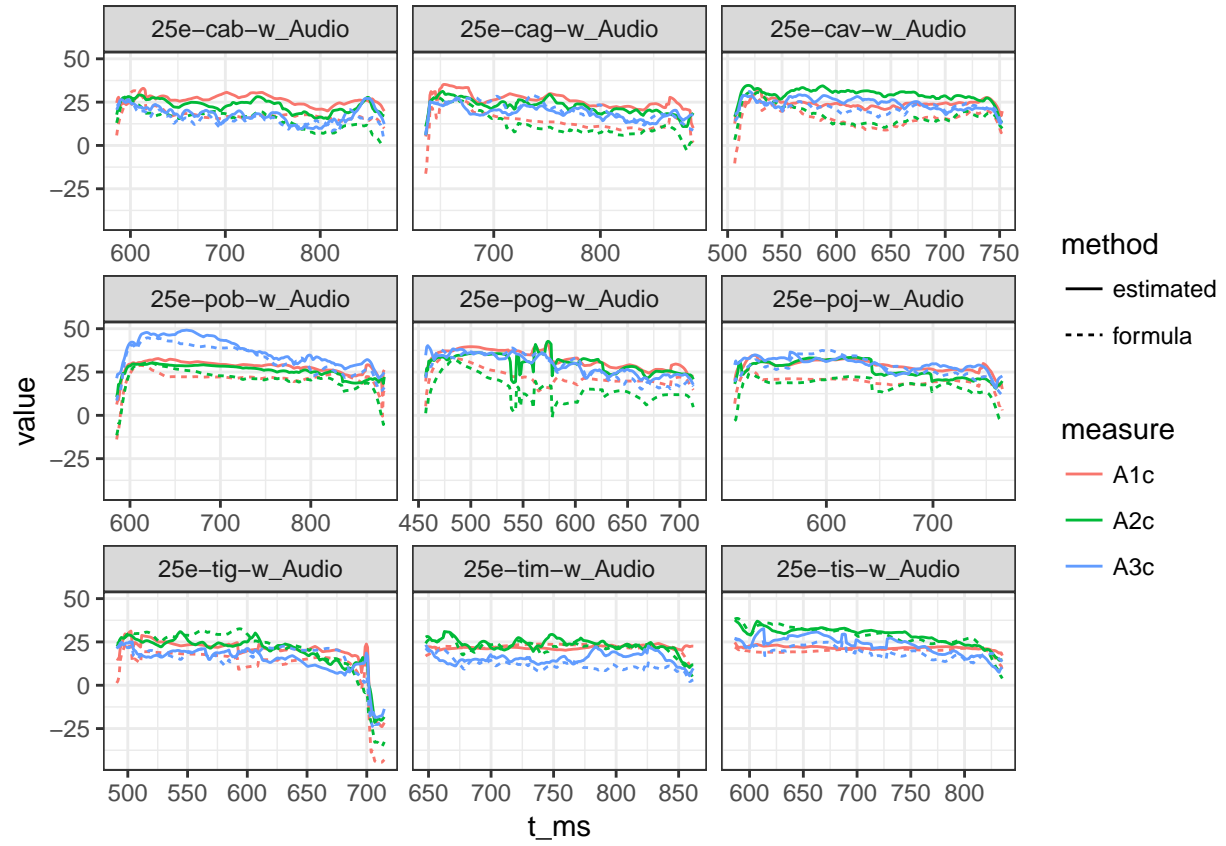 25e−cab−w_Audio 25e−cag−w_Audio 25e−cav−w_Audio
50
25
0
−25
600 700 800
700 800
500 550 600 650 700 750
25e−pob−w_Audio 25e−pog−w_Audio 25e−poj−w_Audio
50
25
0
−25
600 700 800
450 500 550 600 650 700
600 700
25e−tig−w_Audio 25e−tim−w_Audio 25e−tis−w_Audio
50
25
0
−25
500 550 600 650 700
650 700 750 800 850
600 650 700 750 800
t_ms
value
method
estimated
formula
measure
A1c
A2c
A3c